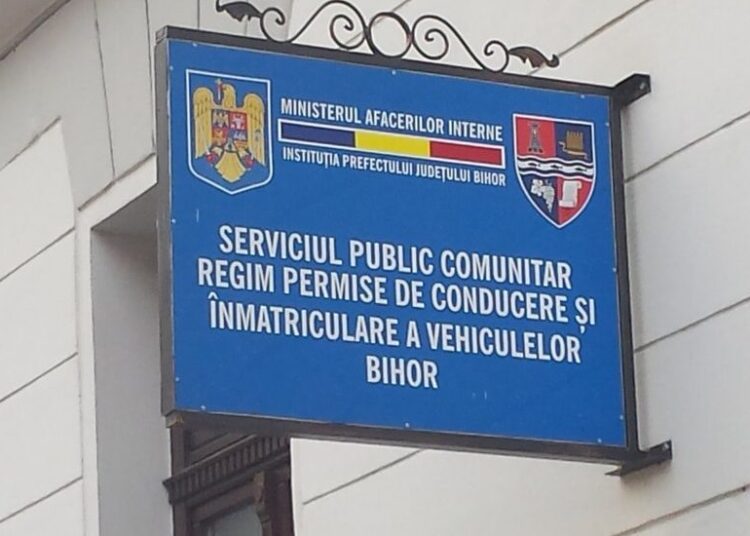 MINISTERUL AFACERILOR INTERNE
INSTITUȚIA PREFECTULUI JUDEȚULUI BIHOR
SERVICIUL PUBLIC COMUNITAR
REGIM PERMISE DE CONDUCERE ȘI
ÎNMATRICULARE A VEHICULELOR
BIHOR